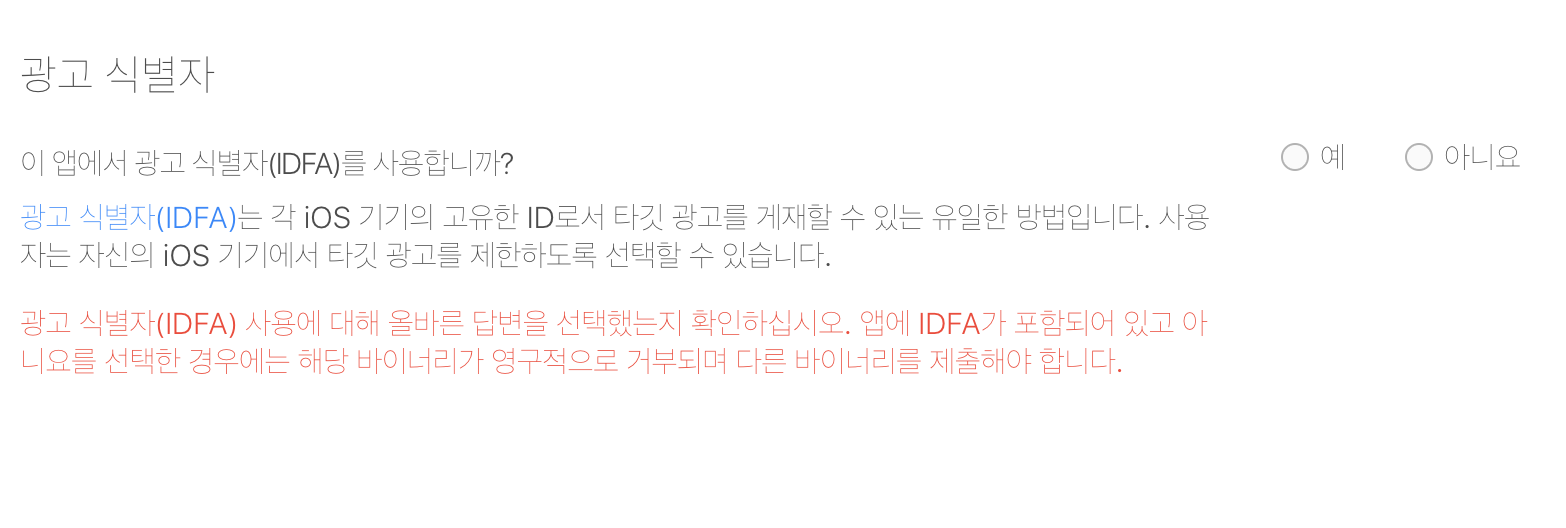 광고 식별자
이 앱에서 광고 식별자(IDFA)를 사용합니까?
예
아니요
광고 식별자(IDFA)는 각 iOS 기기의 고유한 ID로서 타깃 광고를 게재할 수 있는 유일한 방법입니다. 사용
자는 자신의 iOS 기기에서 타깃 광고를 제한하도록 선택할 수 있습니다.
광고 식별자(IDFA) 사용에 대해 올바른 답변을 선택했는지 확인하십시오. 앱에 IDFA가 포함되어 있고 아
니요를 선택한 경우에는 해당 바이너리가 영구적으로 거부되며 다른 바이너리를 제출해야 합니다.